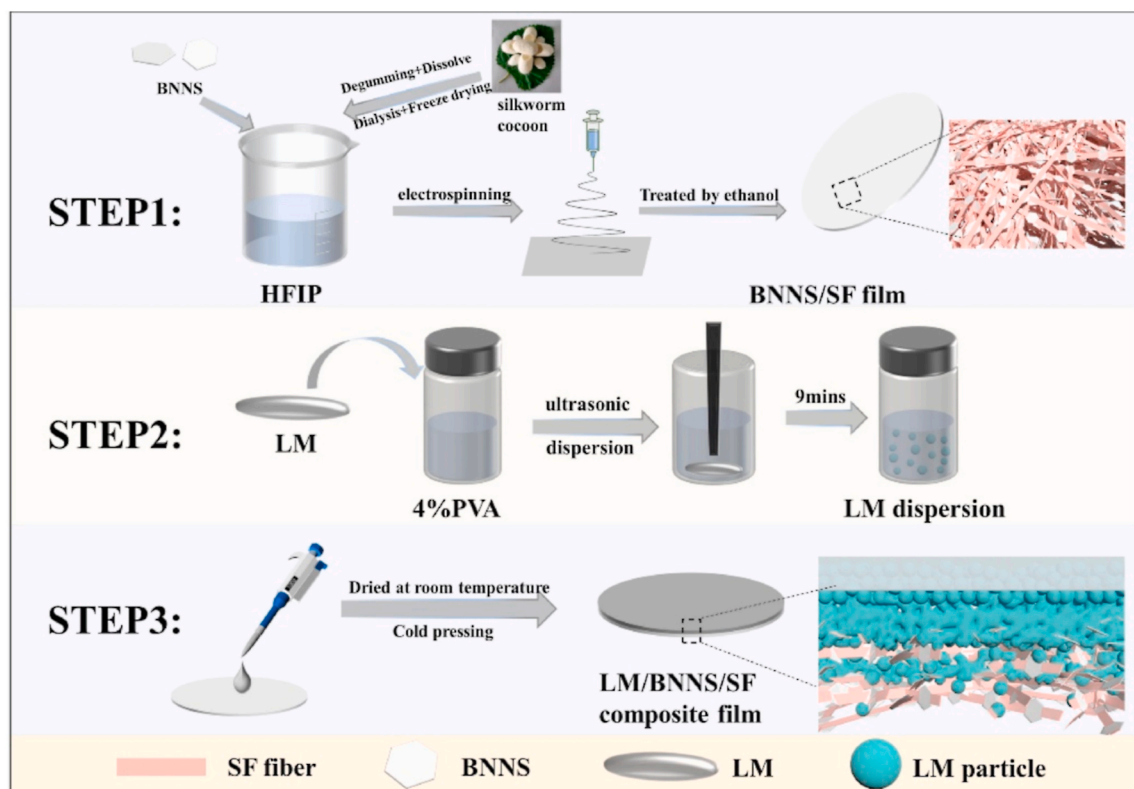 BNNS
Degumming+Dissolve
Dialysis+Freeze drying
silkworm
cocoon
STEP1:
electrospinning
Treated by ethanol
HFIP
BNNS/SF film
STEP2:
LM
4%PVA
ultrasonic
dispersion
9mins
LM dispersion
STEP3:
Dried at room temperature
Cold pressing
LM/BNNS/SF
composite film
SF fiber
BNNS
LM
LM particle